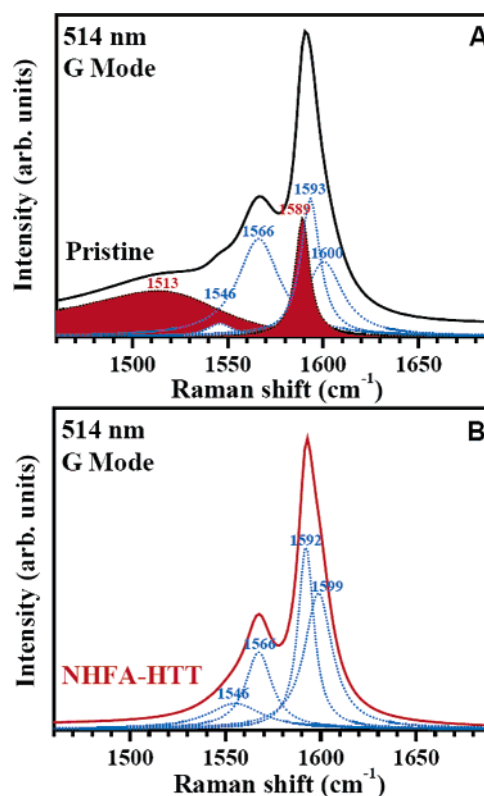 514 nm
G Mode
A
Intensity (arb. units)
Pristine
1513
1546
1566
1589
1593
1600
1500 1550 1600 1650
Raman shift (cm-1)
514 nm
G Mode
B
Intensity (arb. units)
NHFA-HTT
1546
1566
1592
1599
1500 1550 1600 1650
Raman shift (cm-1)